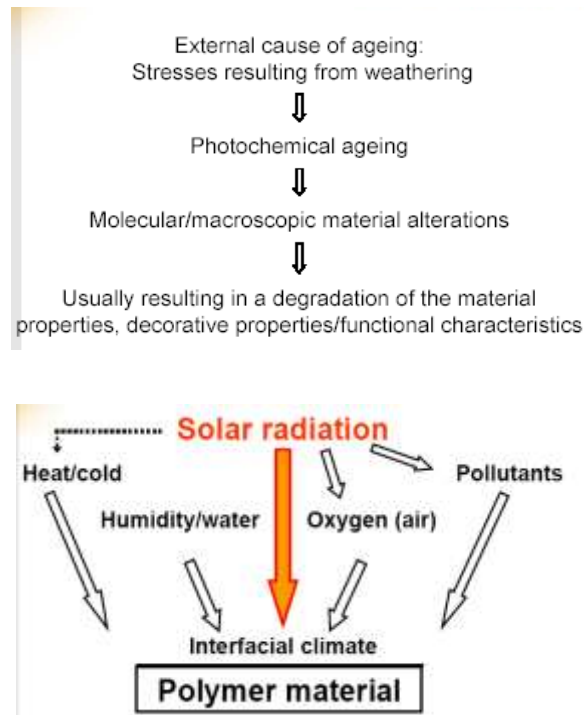 External cause of ageing:
Stresses resulting from weathering
Photochemical ageing
Molecular/macroscopic material alterations
Usually resulting in a degradation of the material
properties, decorative properties/functional characteristics
Solar radiation
Heat/cold
Pollutants
Humidity/water
Oxygen (air)
Interfacial climate
Polymer material